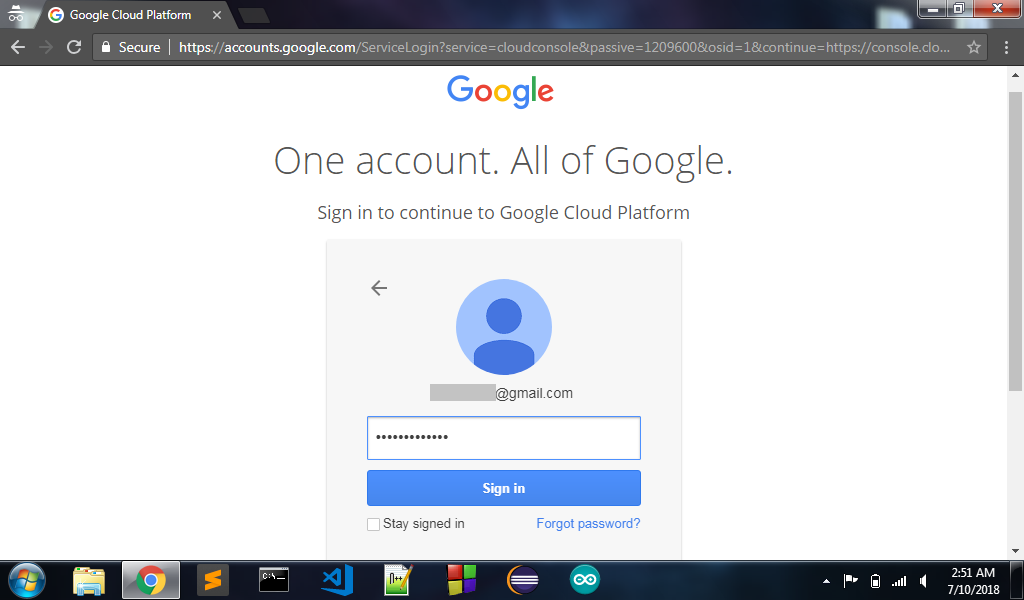 Google Cloud Platform
Secure https://accounts.google.com/ServiceLogin?service=cloudconsole&passive=1209600&osid=1&continue=https://console.clo...
Google
One account. All of Google.
Sign in to continue to Google Cloud Platform
@gmail.com
•••••••••••••
Sign in
Stay signed in Forgot password?
C:\_
n++
2:51 AM
7/10/2018